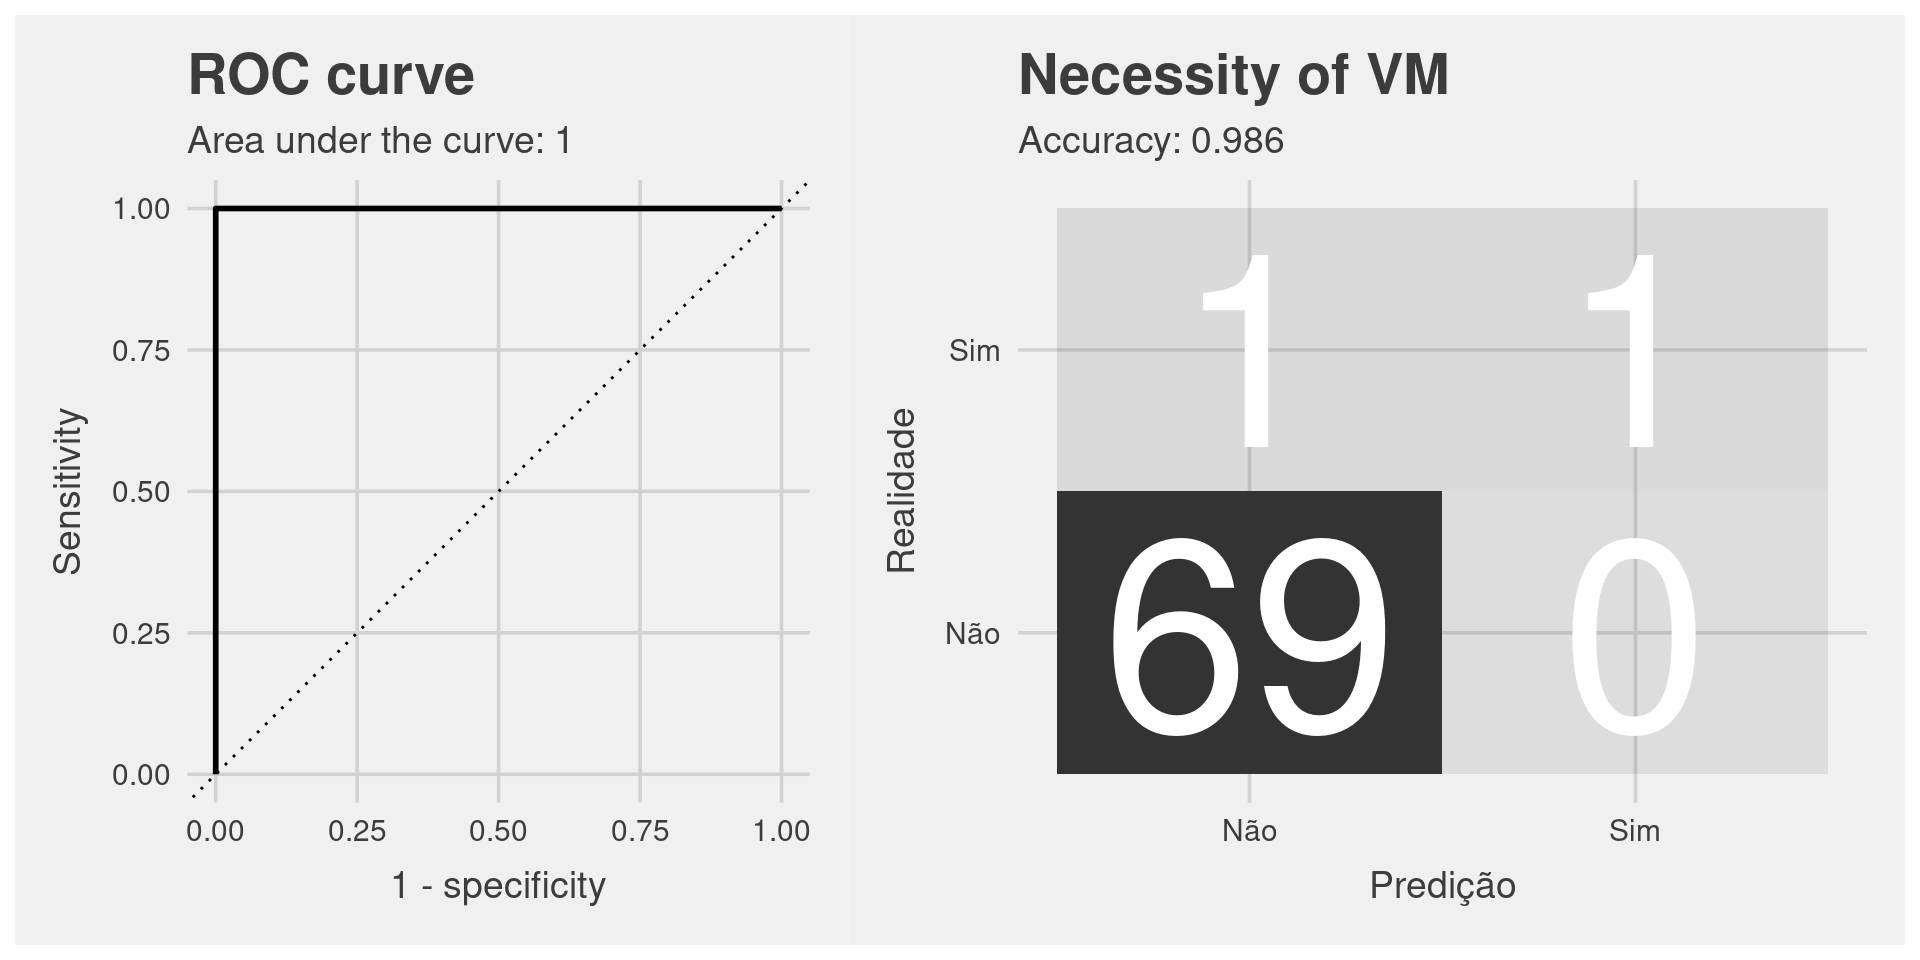 ROC curve
Area under the curve: 1
1.00
0.75
0.50
0.25
0.00
Sensitivity
0.00 0.25 0.50 0.75 1.00
1 - specificity
Necessity of VM
Accuracy: 0.986
Realidade
Sim
1 1
Não
69 0
Não Sim
Predição